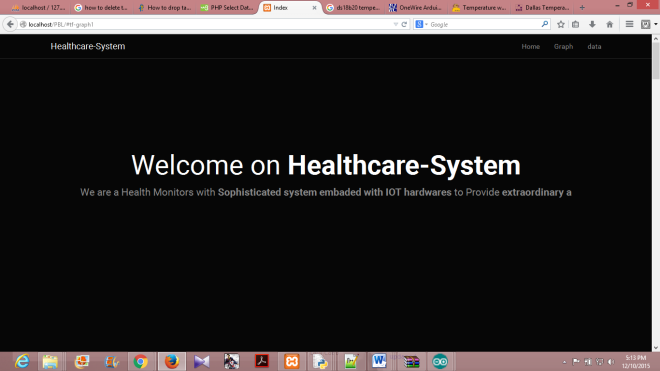 localhost / 127....
how to delete t...
How to drop ta...
PHP Select Dat...
Index
ds18b20 tempe...
OneWire Ardui...
Temperature w...
Dallas Tempera...
localhost/PBL/#tf-graph1
Google
Healthcare-System
Home Graph data
Welcome on Healthcare-System
We are a Health Monitors with Sophisticated system embaded with IOT hardwares to Provide extraordinary a
5:13 PM
12/10/2015